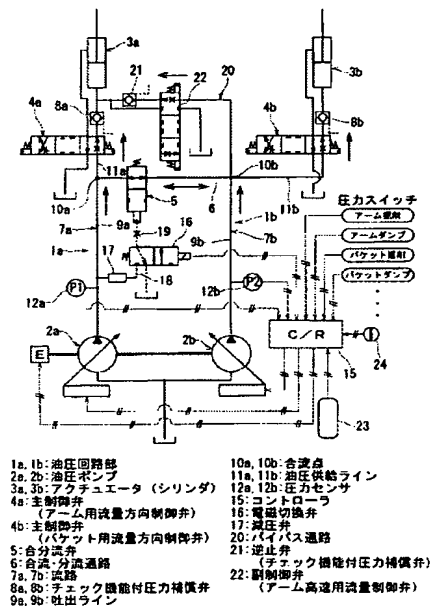 3a
3b
21
22
20
8a
4a
4b
8b
11a
10b
10a
5
6
11b
圧力スイッチ
7a
9a
19
16
1b
7b
9b
1a
17
18
アーム掘削
アームダンプ
バケット掘削
バケットダンプ
P1
12a
P2
12b
C/R
15
24
2a
2b
E
23
1a, 1b:油圧回路部
2a, 2b:油圧ポンプ
3a, 3b:アクチュエータ (シリンダ)
4a:主制御弁
(アーム用流量方向制御弁)
4b:主制御弁
(バケット用流量方向制御弁)
5:合分流弁
6:合流・分流通路
7a, 7b:流路
8a, 8b:チェック機能付圧力補償弁
9a, 9b:吐出ライン
10a, 10b:合流点
11a, 11b:油圧供給ライン
12a, 12b:圧力センサ
15:コントローラ
16:電磁切換弁
17:減圧弁
20:バイパス通路
21:逆止弁
(チェック機能付圧力補償弁)
22:副制御弁
(アーム高速用流量制御弁)